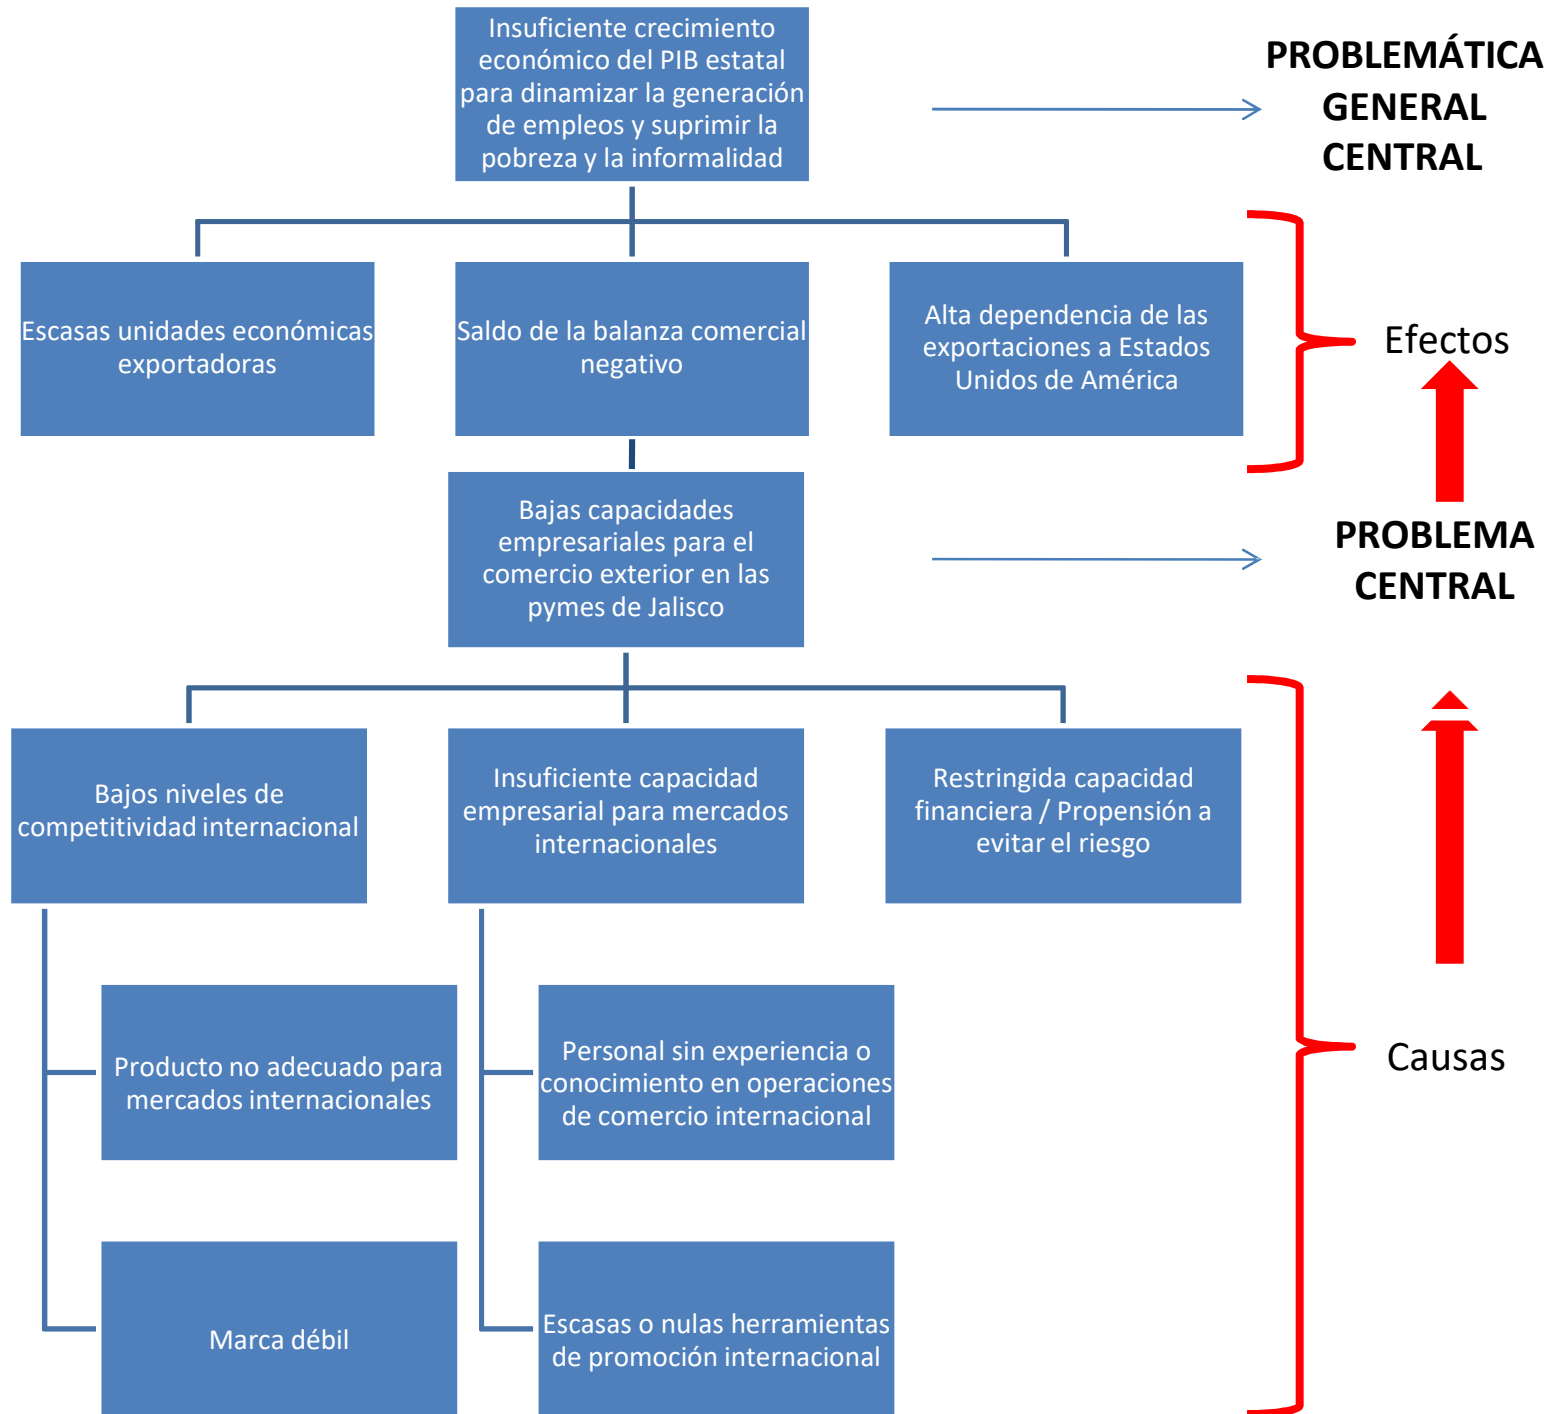 Insuficiente crecimiento
económico del PIB estatal
para dinamizar la generación
de empleos y suprimir la
pobreza y la informalidad
PROBLEMÁTICA
GENERAL
CENTRAL
Escasas unidades económicas
exportadoras
Saldo de la balanza comercial
negativo
Alta dependencia de las
exportaciones a Estados
Unidos de América
Efectos
Bajas capacidades
empresariales para el
comercio exterior en las
pymes de Jalisco
PROBLEMA
CENTRAL
Bajos niveles de
competitividad internacional
Insuficiente capacidad
empresarial para mercados
internacionales
Restringida capacidad
financiera / Propensión a
evitar el riesgo
Producto no adecuado para
mercados internacionales
Personal sin experiencia o
conocimiento en operaciones
de comercio internacional
Causas
Marca débil
Escasas o nulas herramientas
de promoción internacional